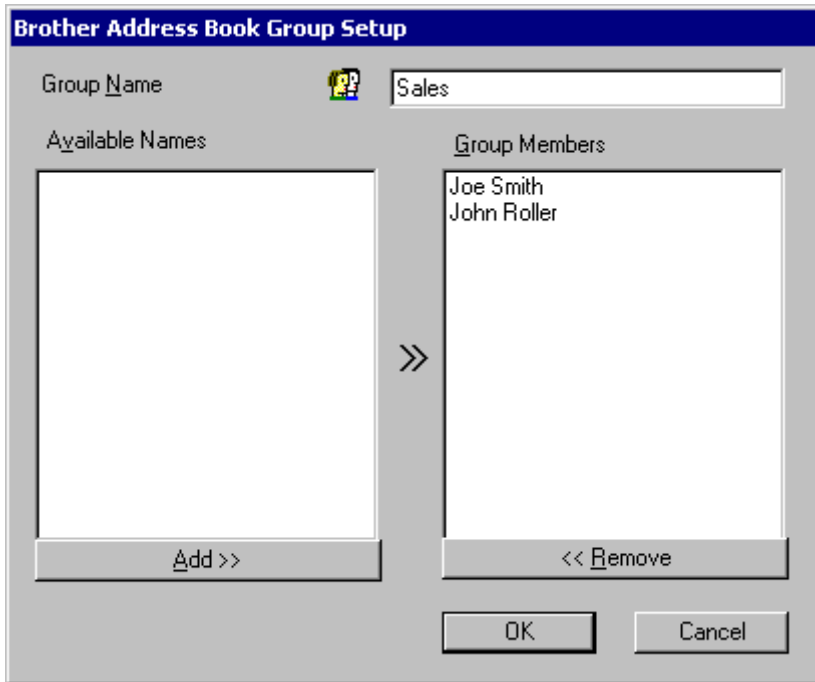 Brother Address Book Group Setup
Group Name
Sales
Available Names
Group Members
Joe Smith
John Roller
>>
Add >>
<< Remove
OK
Cancel